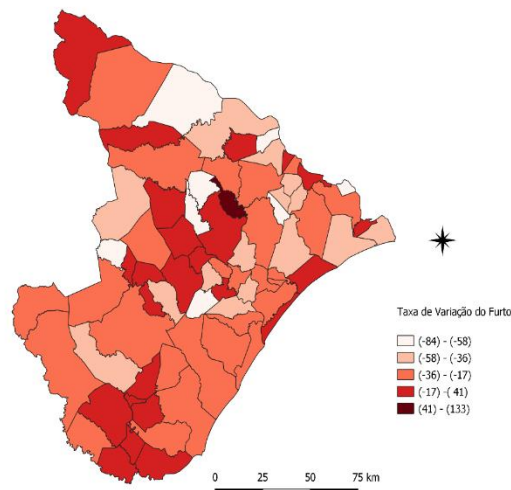 Taxa de Variação do Furto
(-84) - (-58)
(-58) - (-36)
(-36) - (-17)
(-17) -( 41)
(41) - (133)
0 25 50 75 km